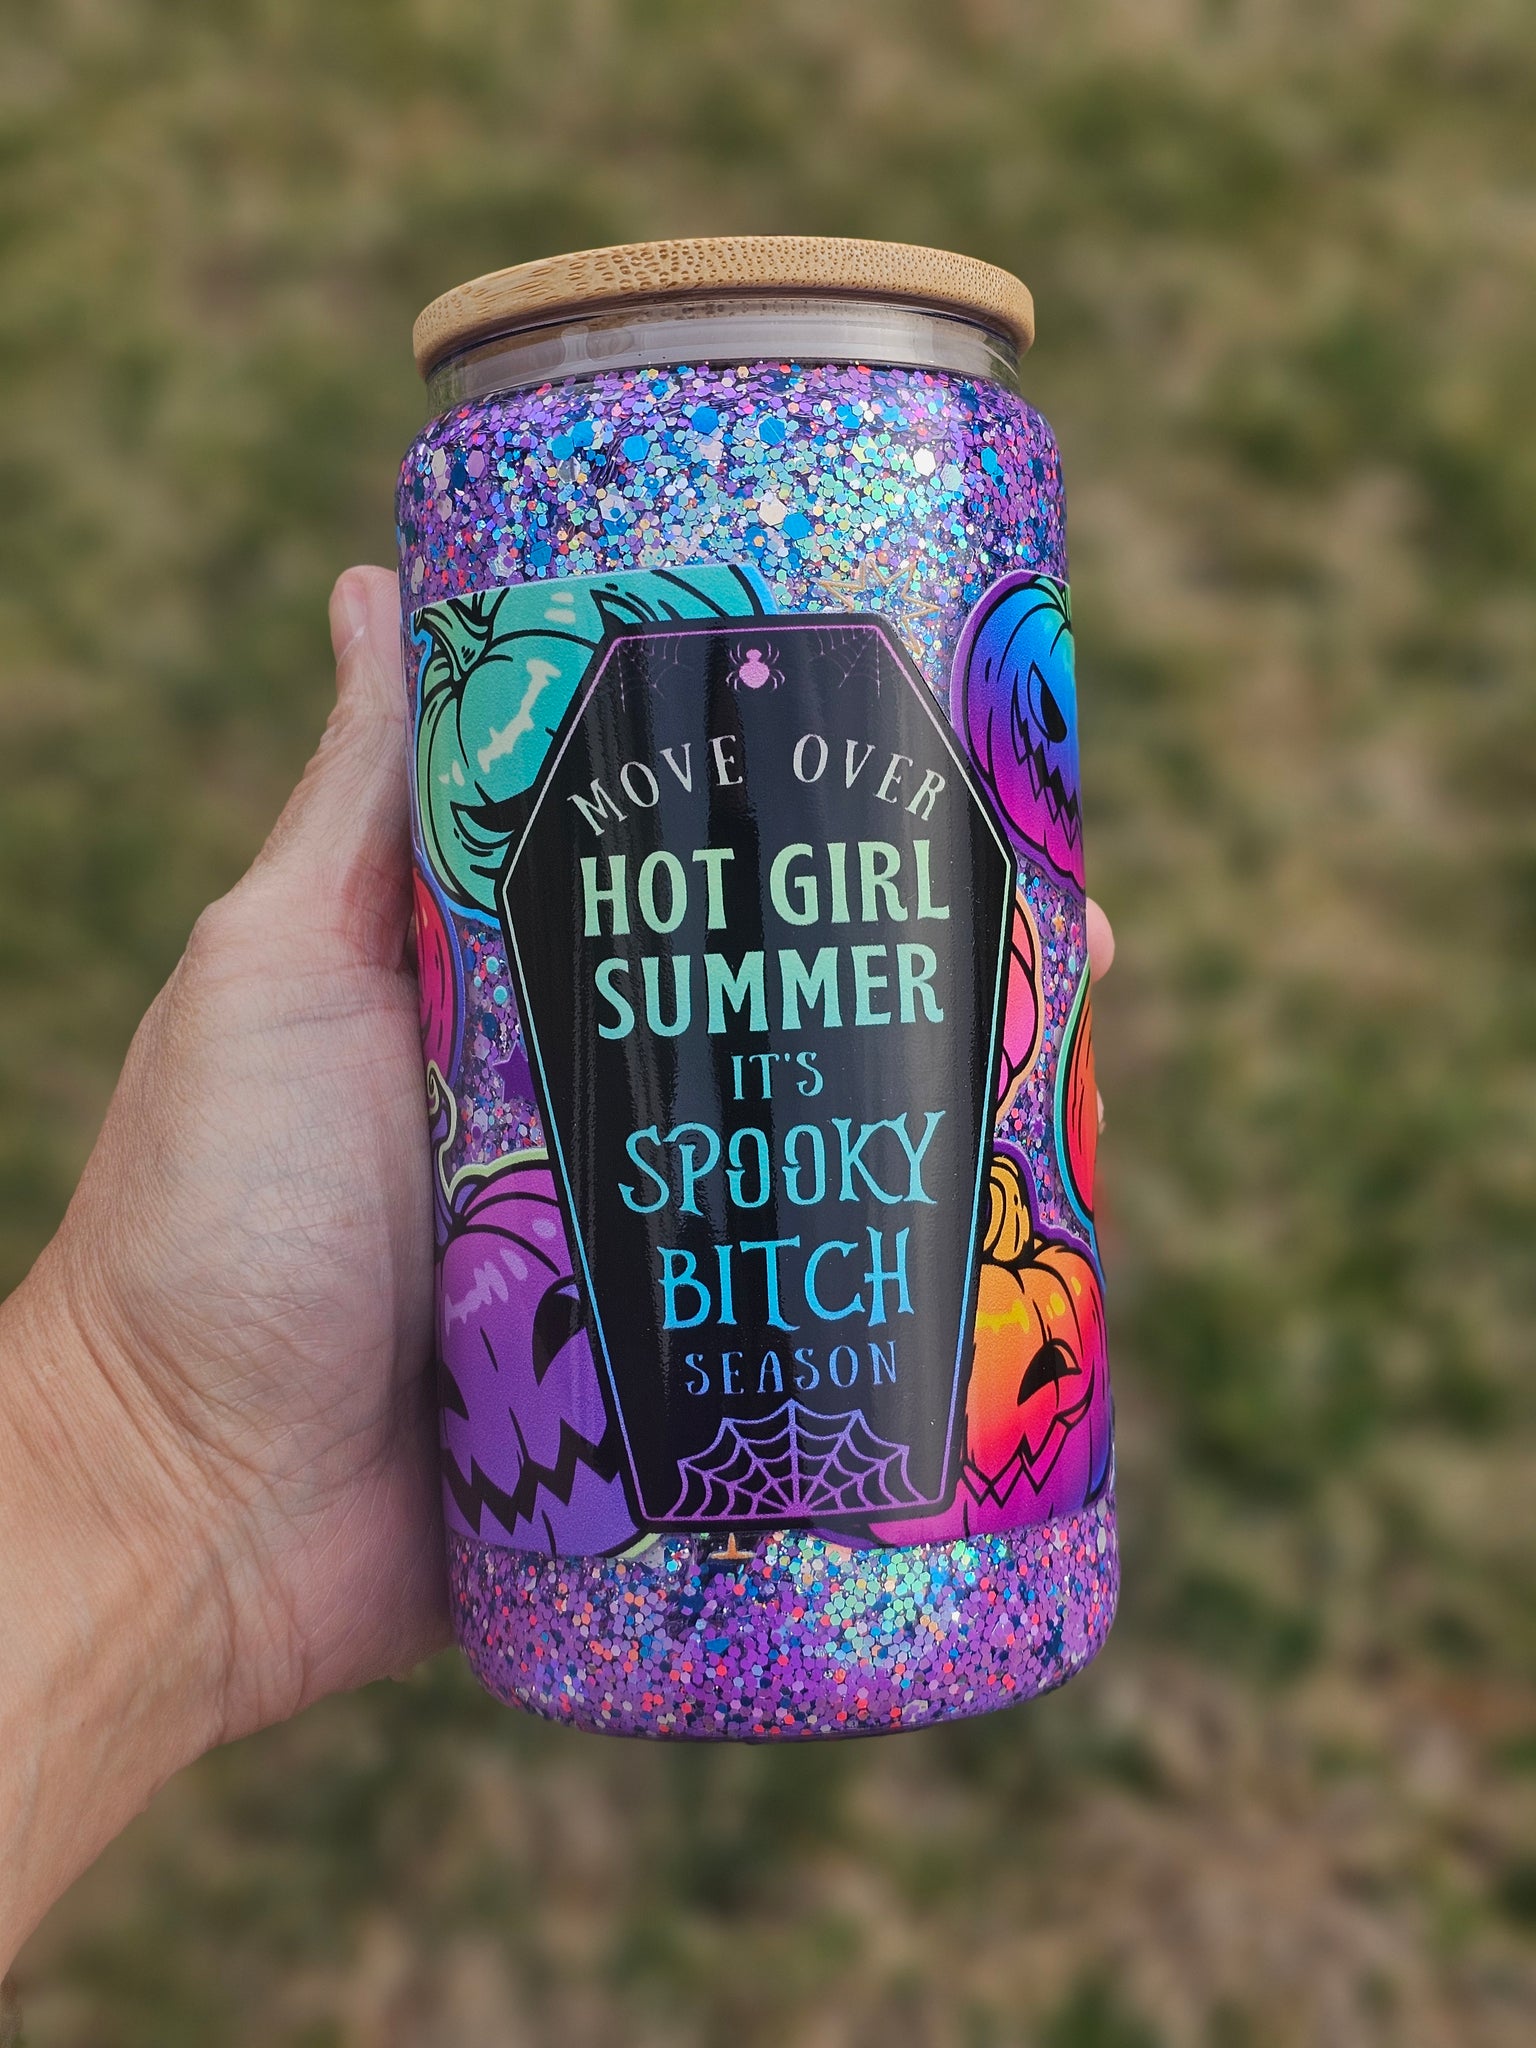 MOVE OVER
HOT GIRL
SUMMER
IT'S
SPOOKY
BITCH
SEASON